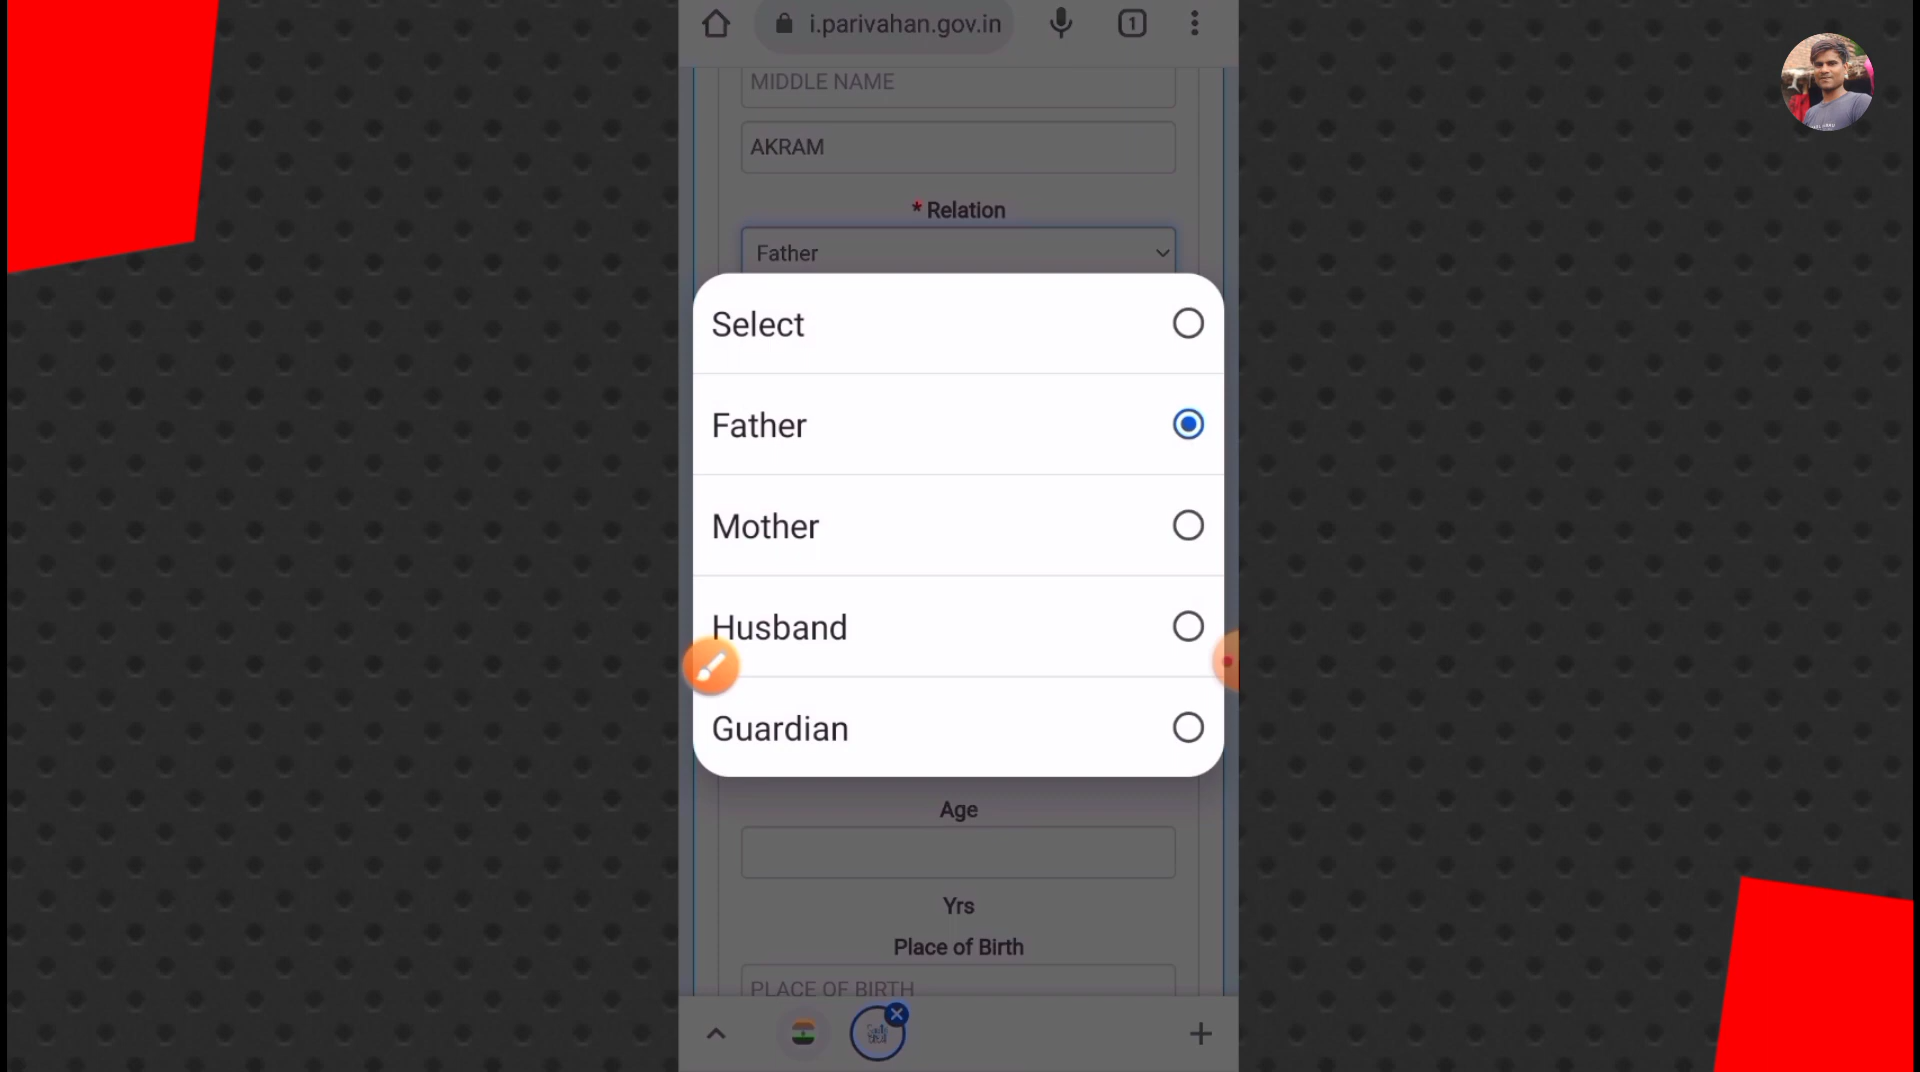 1
i.parivahan.gov.in
MIDDLE NAME
AKRAM
* Relation
Father
Select
Father
Mother
Husband
Guardian
Age
Yrs
Place of Birth
PLACE OF BIRTH